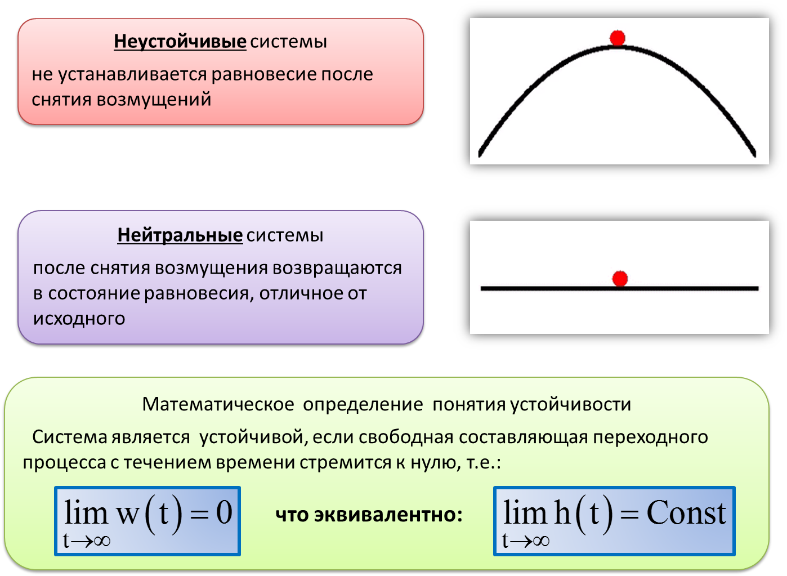 Неустойчивые системы
не устанавливается равновесие после
снятия возмущений
Нейтральные системы
после снятия возмущения возвращаются
в состояние равновесия, отличное от
исходного
Математическое определение понятия устойчивости
Система является устойчивой, если свободная составляющая переходного
процесса с течением времени стремится к нулю, т.е.:
lim w(t) = 0 что эквивалентно: lim h(t) = Const
t→∞ t→∞